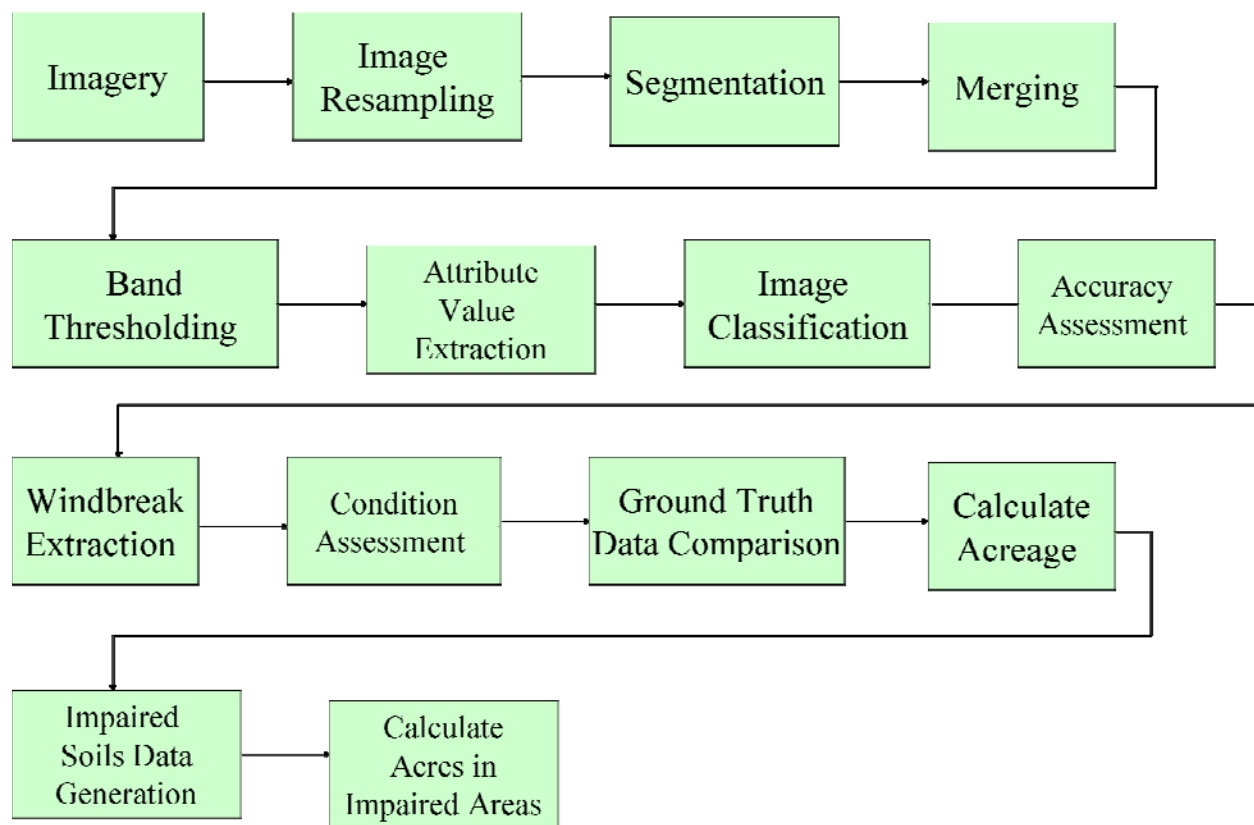 Imagery
Image
Resampling
Segmentation
Merging
Band
Thresholding
Attribute
Value
Extraction
Image
Classification
Accuracy
Assessment
Windbreak
Extraction
Condition
Assessment
Ground Truth
Data Comparison
Calculate
Acreage
Impaired
Soils Data
Generation
Calculate
Acres in
Impaired Areas